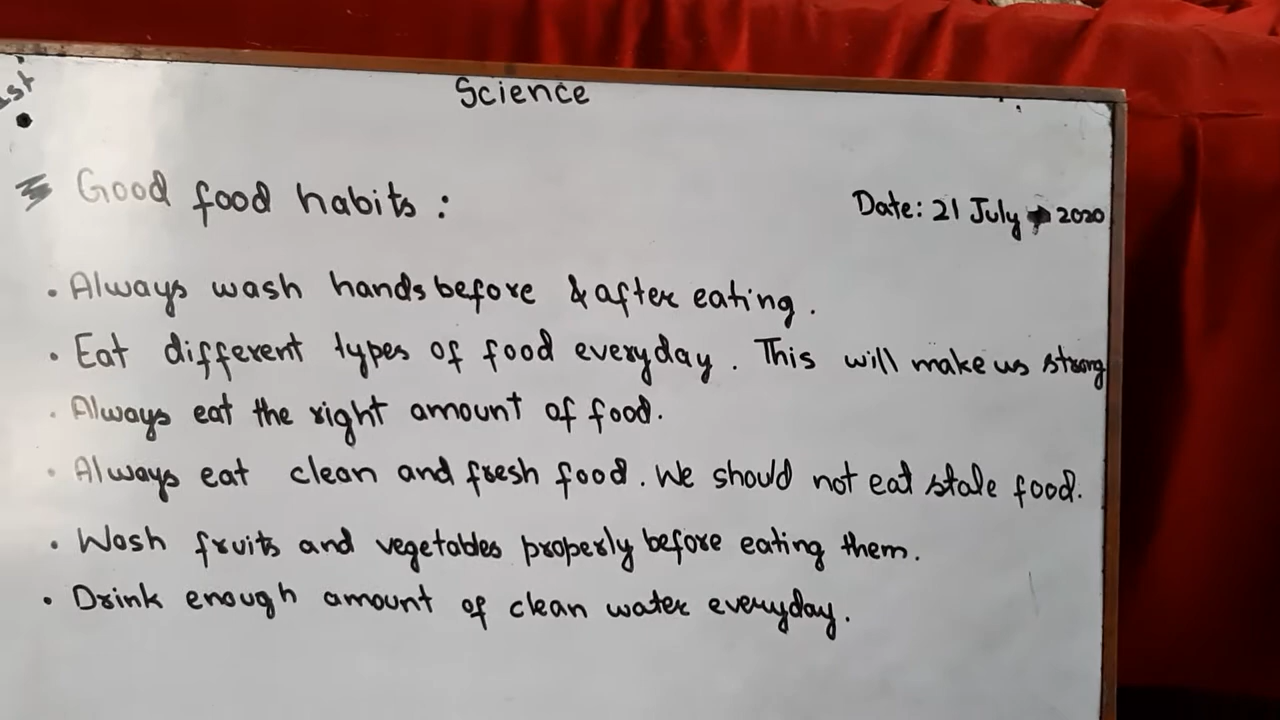 Science
Good food habits :
Date: 21 July 2020
• Always wash hands before & after eating.
• Eat different types of food everyday. This will make us strong
• Always eat the right amount of food.
• Always eat clean and fresh food. We should not eat stale food.
• Wash fruits and vegetables properly before eating them.
• Drink enough amount of clean water everyday.